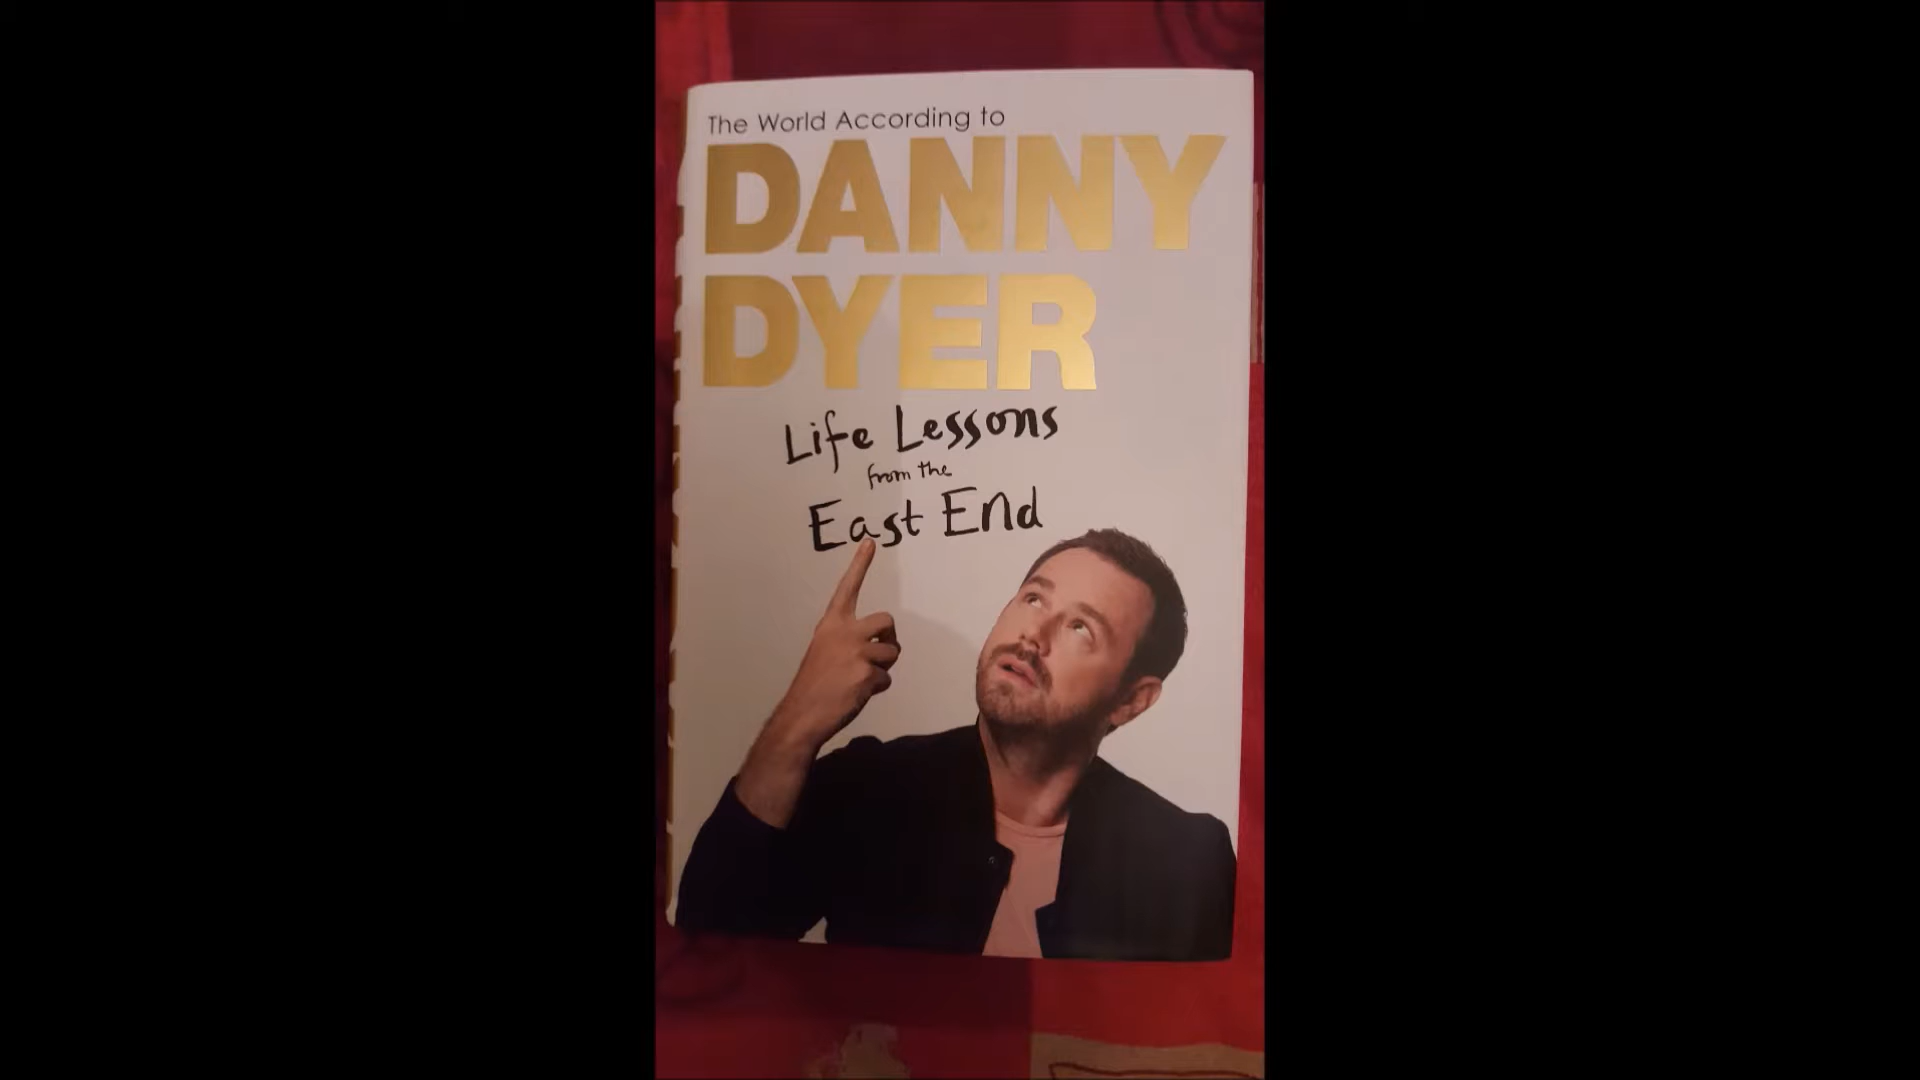 The World According to
DANNY
DYER
Life Lessons
from the
East End